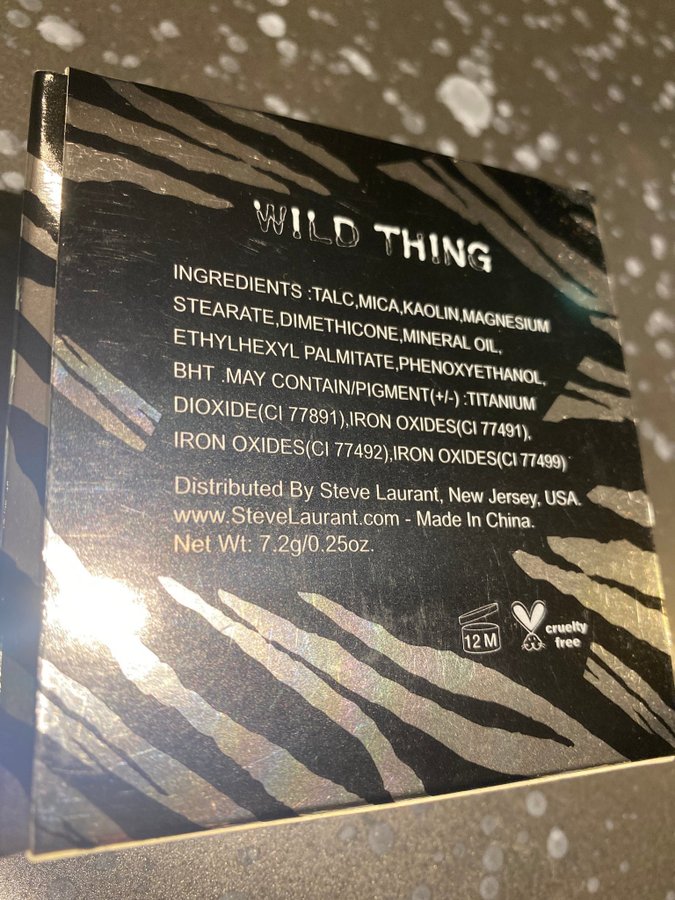 WILD THING
INGREDIENTS :TALC,MICA,KAOLIN,MAGNESIUM
STEARATE,DIMETHICONE,MINERAL OIL,
ETHYLHEXYL PALMITATE,PHENOXYETHANOL,
BHT .MAY CONTAIN/PIGMENT(+/-) :TITANIUM
DIOXIDE(CI 77891),IRON OXIDES(CI 77491),
IRON OXIDES(CI 77492),IRON OXIDES(CI 77499)
Distributed By Steve Laurant, New Jersey, USA.
www.SteveLaurant.com - Made In China.
Net Wt: 7.2g/0.25oz.
12 M
cruelty
free